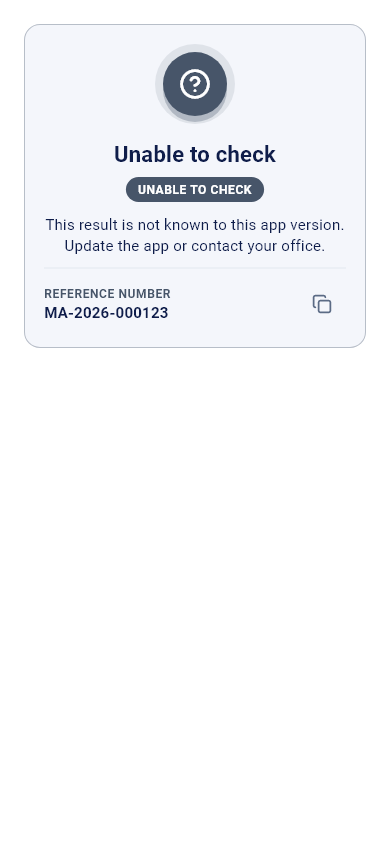 Unable to check
UNABLE TO CHECK
This result is not known to this app version.
Update the app or contact your office.
REFERENCE NUMBER
MA-2026-000123